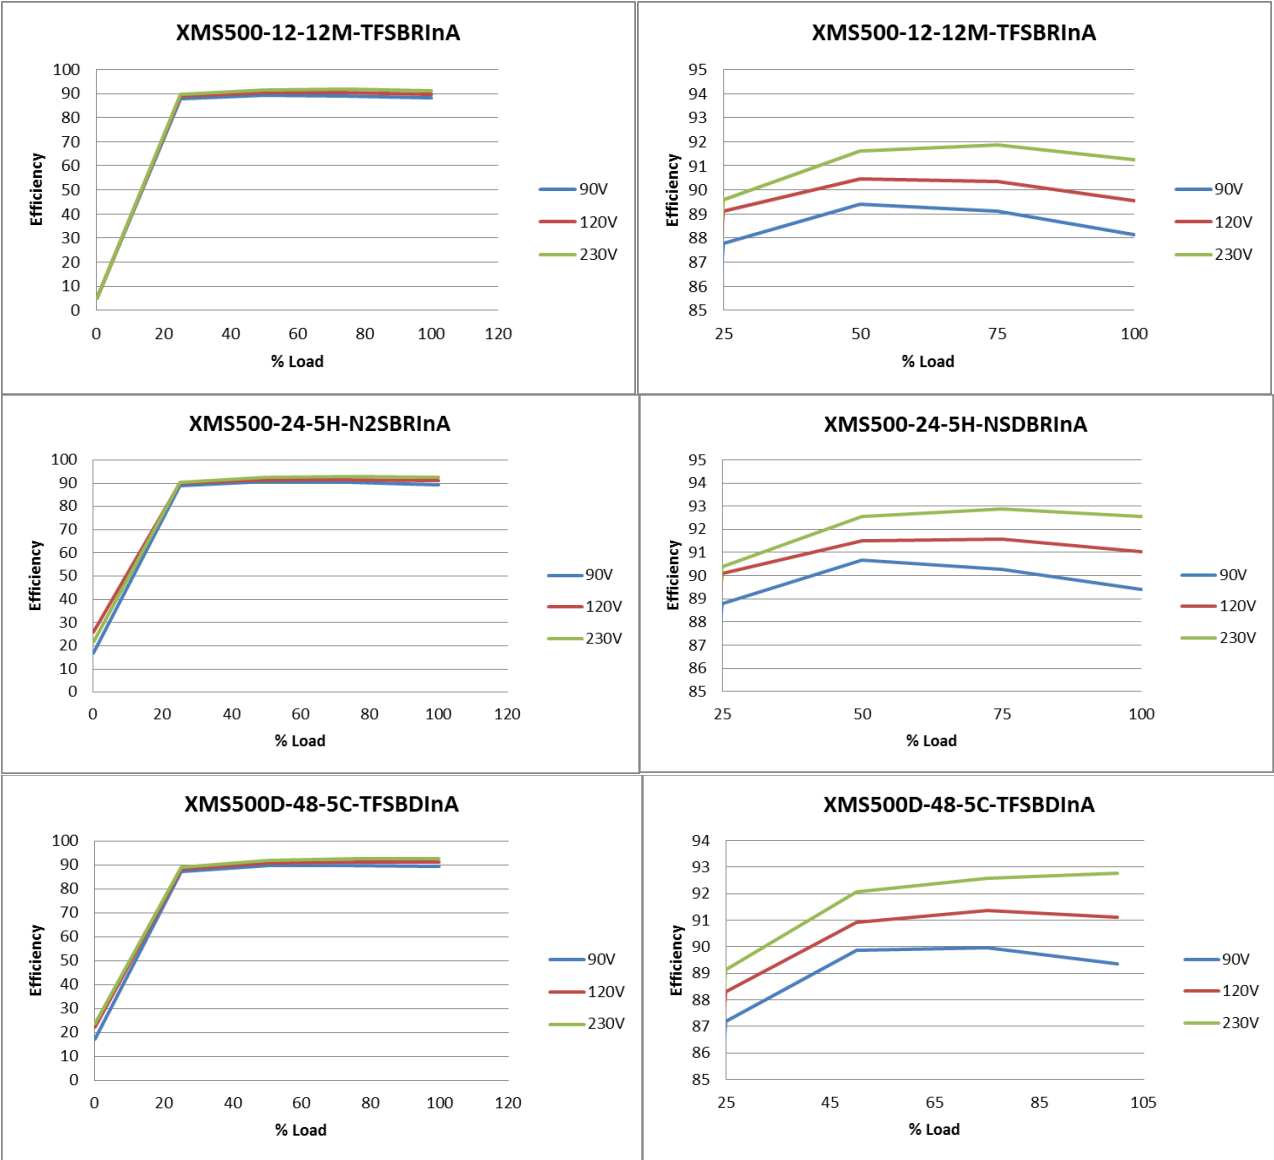 XMS500-12-12M-TFSBRInA
Efficiency
100
90
80
70
60
50
40
30
20
10
0
0 20 40 60 80 100 120
% Load
90V
120V
230V
XMS500-12-12M-TFSBRInA
Efficiency
95
94
93
92
91
90
89
88
87
86
85
25 50 75 100
% Load
90V
120V
230V
XMS500-24-5H-N2SBRInA
Efficiency
100
90
80
70
60
50
40
30
20
10
0
0 20 40 60 80 100 120
% Load
90V
120V
230V
XMS500-24-5H-NSDBRInA
Efficiency
95
94
93
92
91
90
89
88
87
86
85
25 50 75 100
% Load
90V
120V
230V
XMS500D-48-5C-TFSBDInA
Efficiency
100
90
80
70
60
50
40
30
20
10
0
0 20 40 60 80 100 120
% Load
90V
120V
230V
XMS500D-48-5C-TFSBDInA
Efficiency
94
93
92
91
90
89
88
87
86
85
25 45 65 85 105
% Load
90V
120V
230V